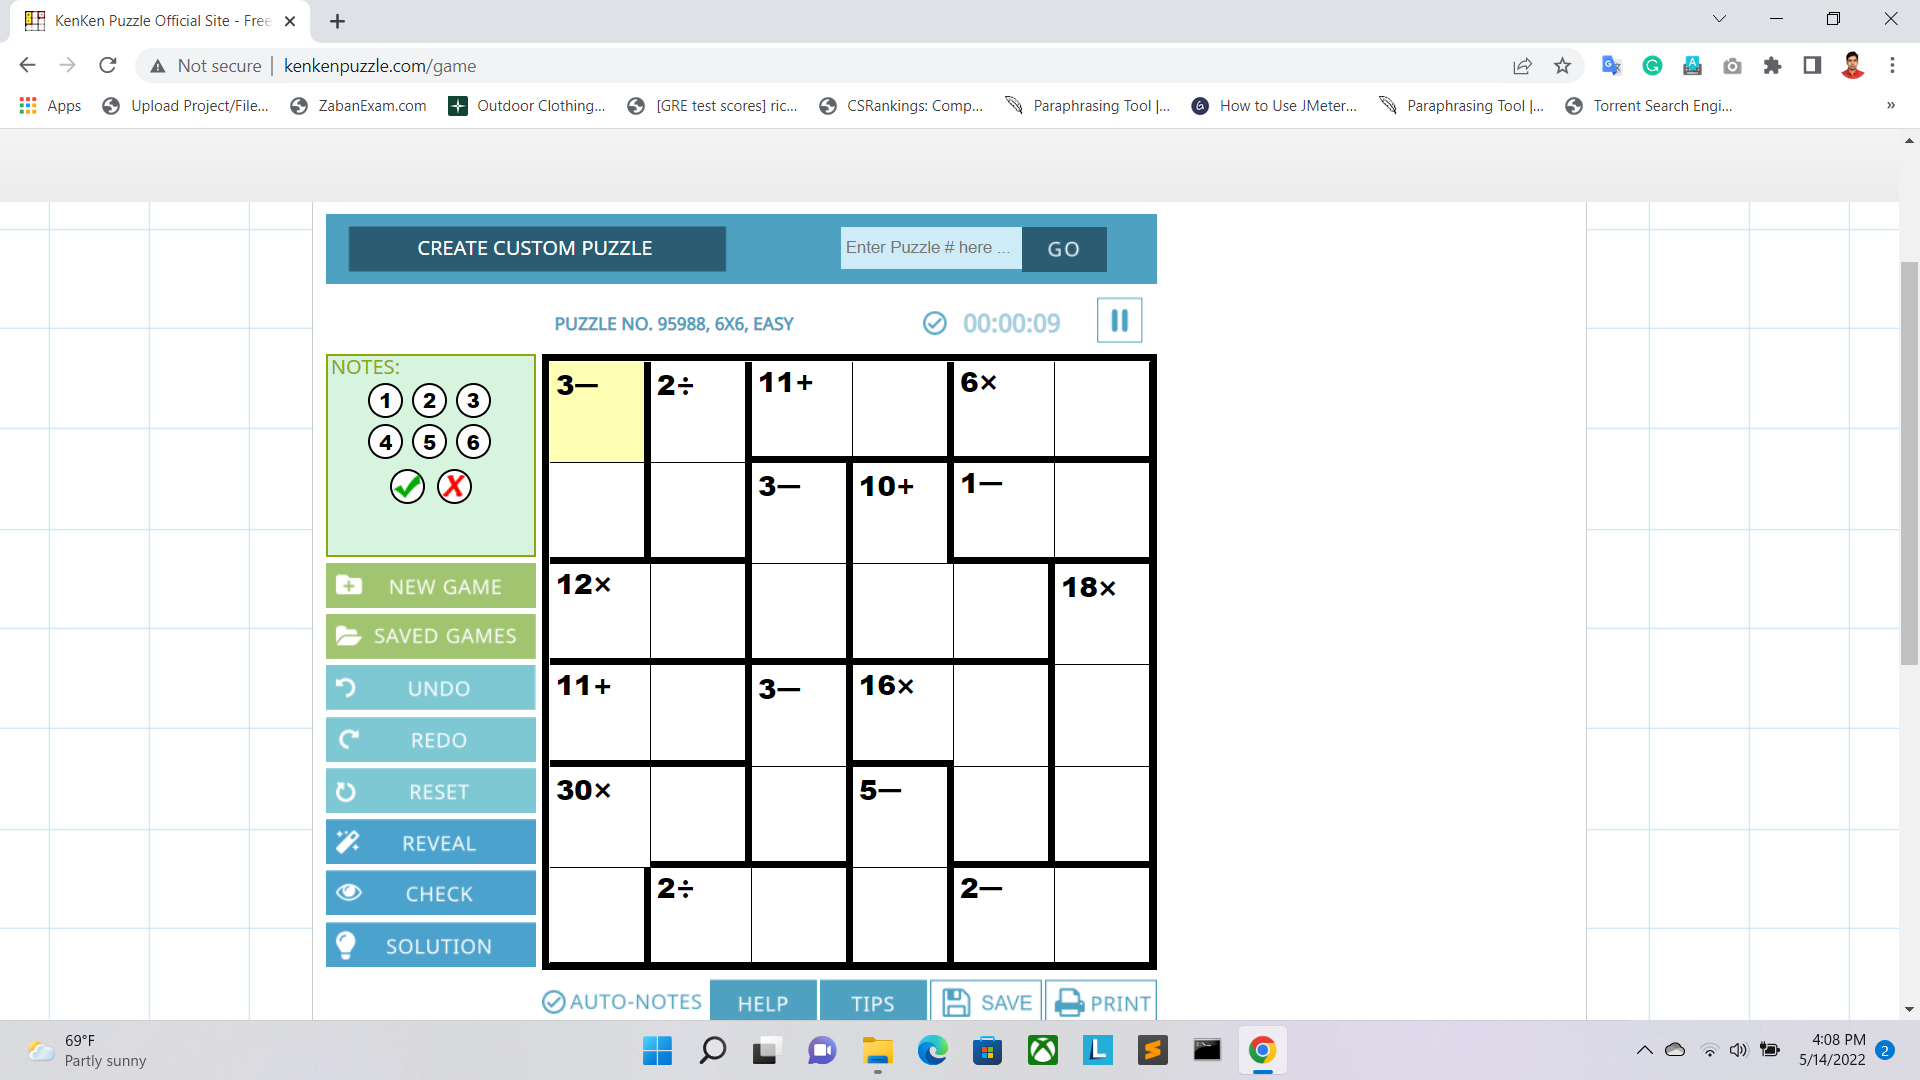 KenKen Puzzle Official Site - Free
Not secure | kenkenpuzzle.com/game
Apps Upload Project/File... ZabanExam.com Outdoor Clothing... [GRE test scores] ric... CSRankings: Comp... Paraphrasing Tool |... How to Use JMeter... Paraphrasing Tool |... Torrent Search Engi... »
CREATE CUSTOM PUZZLE Enter Puzzle # here ... GO
PUZZLE NO. 95988, 6X6, EASY 00:00:09
NOTES:
1 2 3
4 5 6
3— 2÷ 11+ 6×
3— 10+ 1—
12× 18×
11+ 3— 16×
30× 5—
2÷ 2—
NEW GAME
SAVED GAMES
UNDO
REDO
RESET
REVEAL
CHECK
SOLUTION
AUTO-NOTES HELP TIPS SAVE PRINT
69°F
Partly sunny
4:08 PM
5/14/2022 2